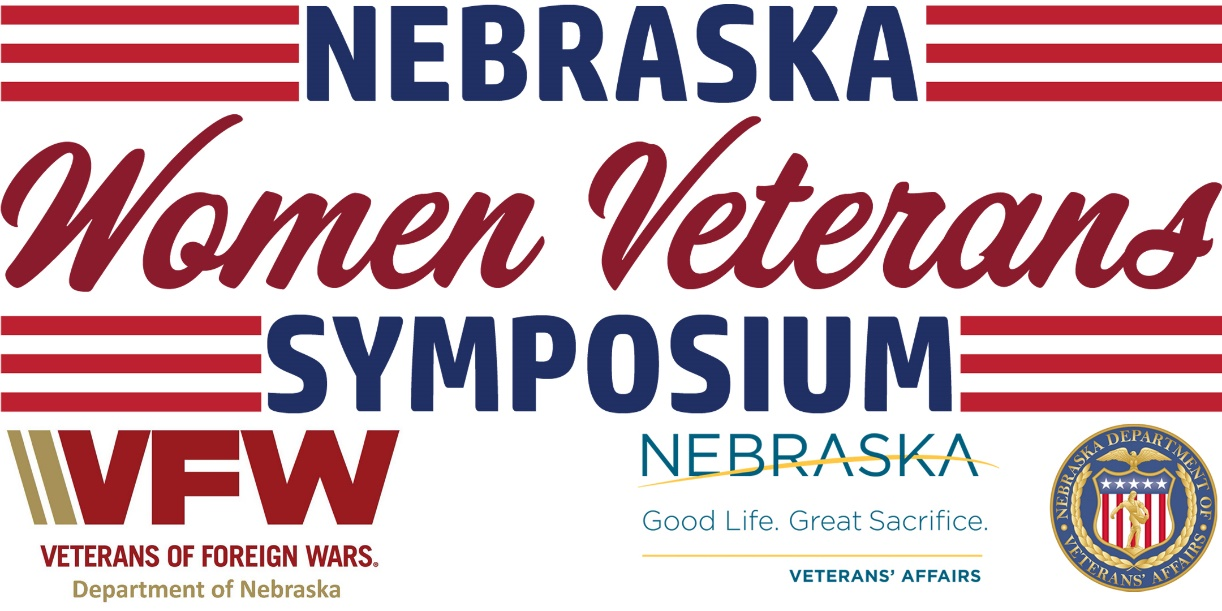 NEBRASKA
Women Veterans
SYMPOSIUM
VFW
VETERANS OF FOREIGN WARS®
Department of Nebraska
NEBRASKA
Good Life. Great Sacrifice.
VETERANS' AFFAIRS
NEBRASKA DEPARTMENT OF
VETERANS' AFFAIRS